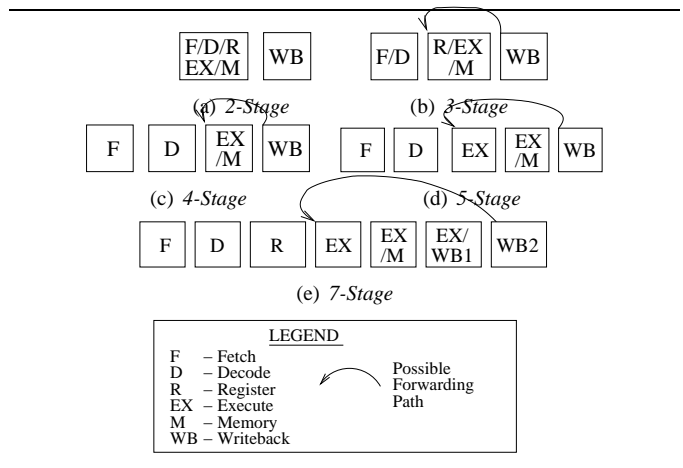 F/D/R
EX/M
WB
F/D
R/EX
/M
WB
(a) 2-Stage
(b) 3-Stage
F
D
EX
/M
WB
F
D
EX
EX
/M
WB
(c) 4-Stage
(d) 5-Stage
F
D
R
EX
EX
/M
EX/
WB1
WB2
(e) 7-Stage
LEGEND
F – Fetch
D – Decode
R – Register
EX – Execute
M – Memory
WB – Writeback
Possible
Forwarding
Path